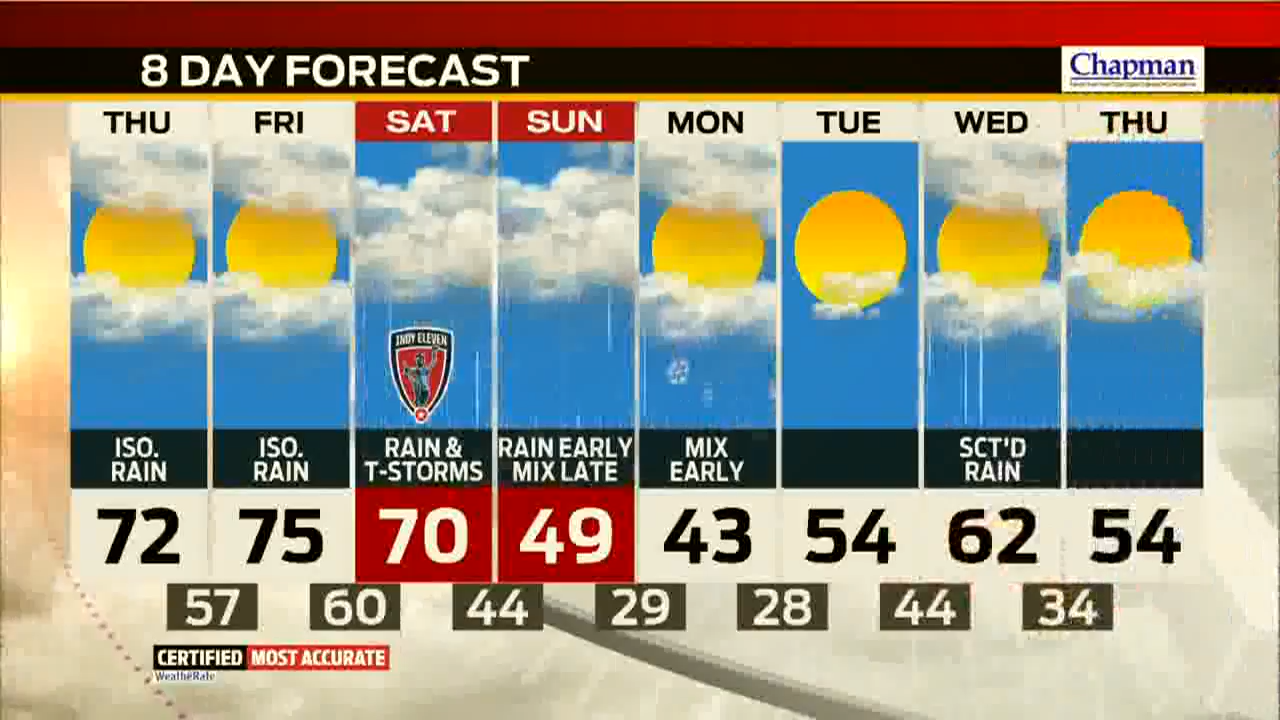 8 DAY FORECAST
Chapman
THU FRI SAT SUN MON TUE WED THU
INDY ELEVEN
ISO. RAIN
ISO. RAIN
RAIN & T-STORMS
RAIN EARLY MIX LATE
MIX EARLY
SCT'D RAIN
72 75 70 49 43 54 62 54
57 60 44 29 28 44 34
CERTIFIED MOST ACCURATE
WeatheRate